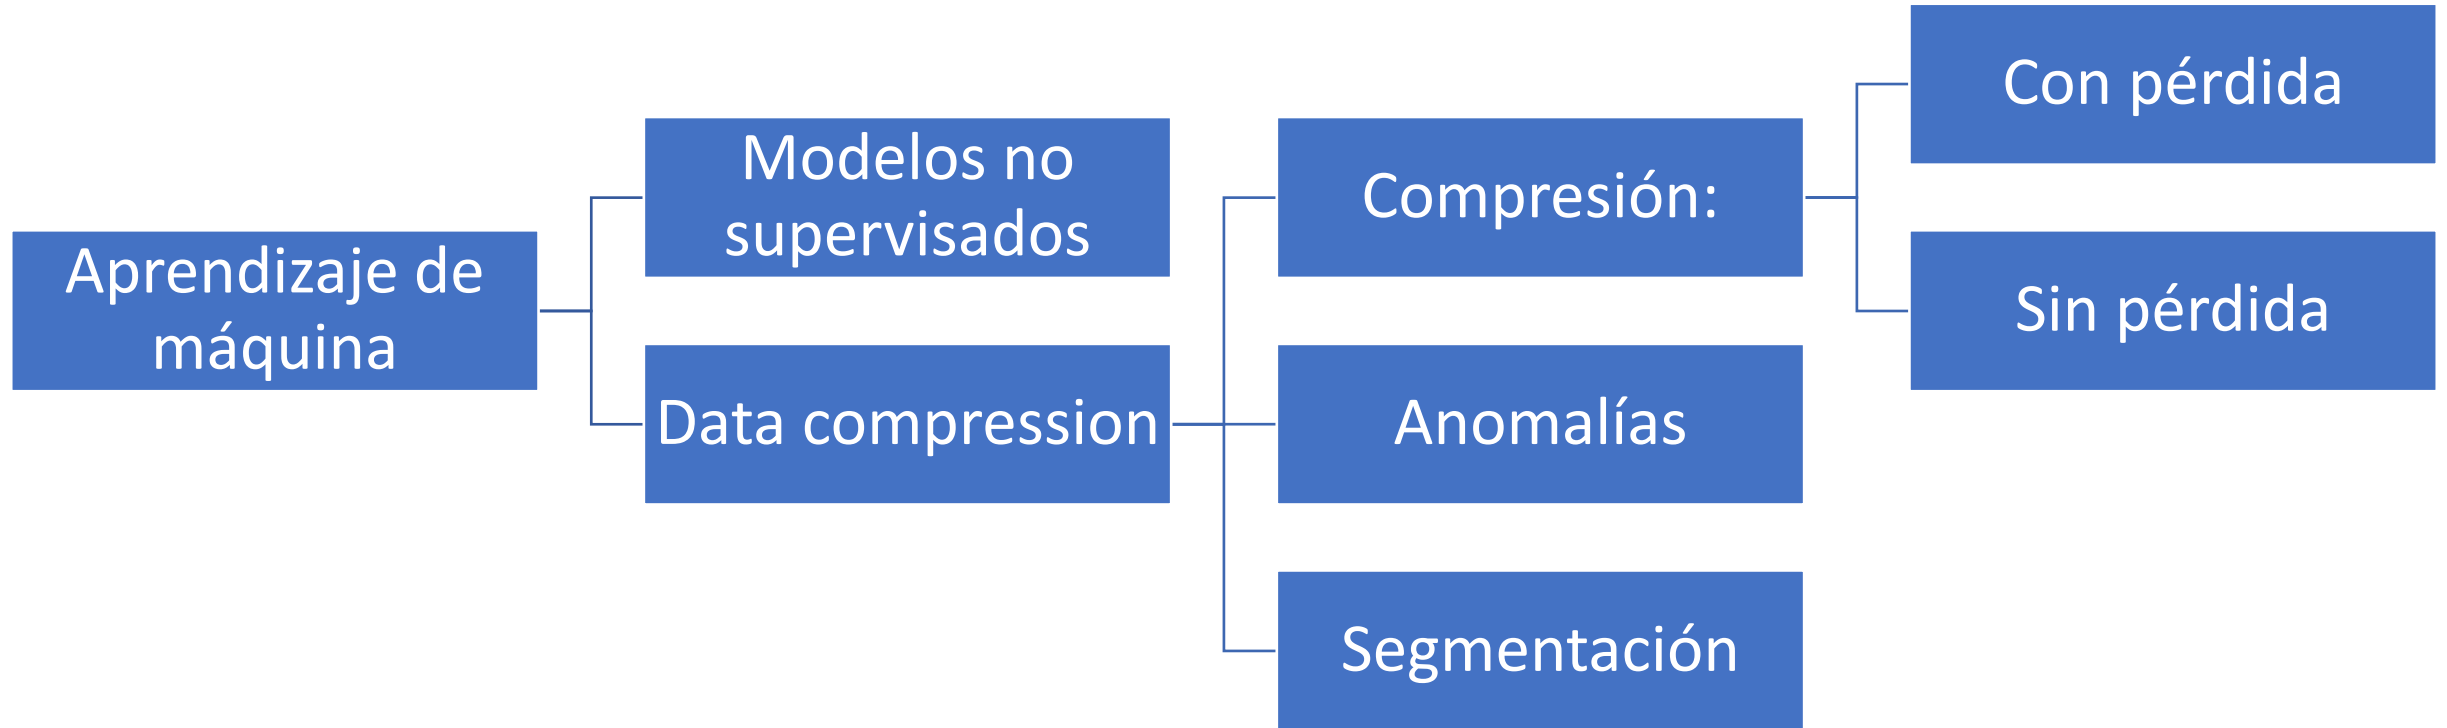 Aprendizaje de
máquina
Modelos no
supervisados
Data compression
Compresión:
Anomalías
Segmentación
Con pérdida
Sin pérdida